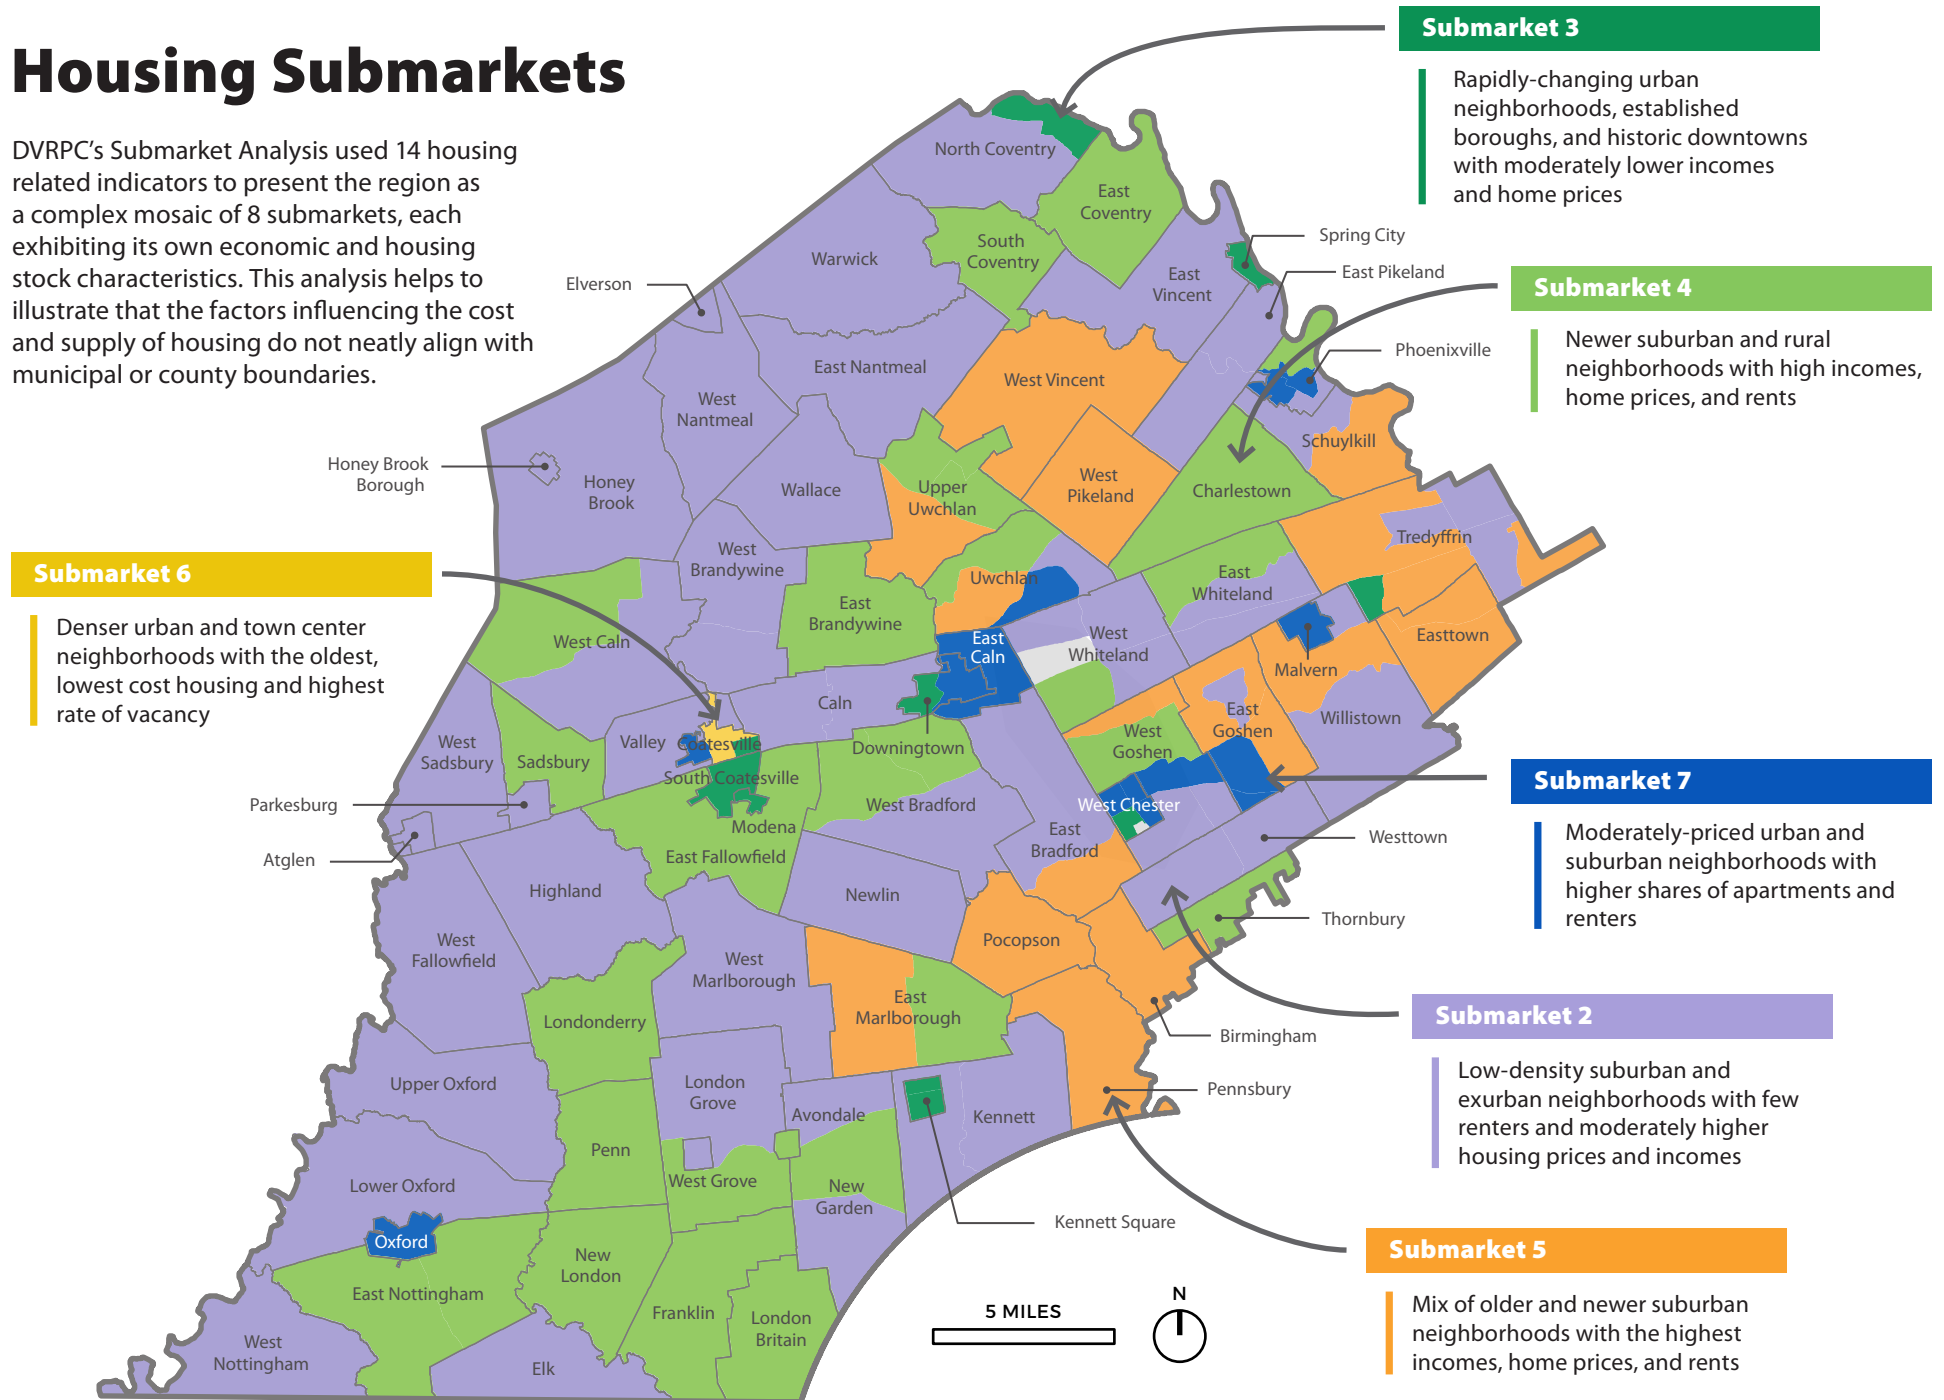 Housing Submarkets
DVRPC's Submarket Analysis used 14 housing
related indicators to present the region as
a complex mosaic of 8 submarkets, each
exhibiting its own economic and housing
stock characteristics. This analysis helps to
illustrate that the factors influencing the cost
and supply of housing do not neatly align with
municipal or county boundaries.
Submarket 3
Rapidly-changing urban
neighborhoods, established
boroughs, and historic downtowns
with moderately lower incomes
and home prices
Submarket 4
Newer suburban and rural
neighborhoods with high incomes,
home prices, and rents
Submarket 6
Denser urban and town center
neighborhoods with the oldest,
lowest cost housing and highest
rate of vacancy
Submarket 7
Moderately-priced urban and
suburban neighborhoods with
higher shares of apartments and
renters
Submarket 2
Low-density suburban and
exurban neighborhoods with few
renters and moderately higher
housing prices and incomes
Submarket 5
Mix of older and newer suburban
neighborhoods with the highest
incomes, home prices, and rents
North Coventry
East
Coventry
South
Coventry
Warwick
Spring City
East Pikeland
East
Vincent
Elverson
Phoenixville
East Nantmeal
West Vincent
West
Nantmeal
Schuylkill
Honey Brook
Borough
Honey
Brook
Wallace
Upper
Uwchlan
West
Pikeland
Charlestown
Tredyffrin
West
Brandywine
Uwchlan
East
Whiteland
East
Brandywine
West Caln
East
Caln
West
Whiteland
Easttown
Malvern
Caln
Willistown
East
Goshen
West
Goshen
Valley
Coatesville
Downingtown
West
Sadsbury
Sadsbury
South Coatesville
Parkesburg
West Bradford
West Chester
Modena
East
Bradford
Westtown
Atglen
East Fallowfield
Highland
Newlin
Thornbury
West
Fallowfield
Pocopson
West
Marlborough
East
Marlborough
Londonderry
Birmingham
Upper Oxford
London
Grove
Pennsbury
Avondale
Kennett
Penn
West Grove
Lower Oxford
New
Garden
Kennett Square
Oxford
New
London
East Nottingham
Franklin
London
Britain
West
Nottingham
Elk
5 MILES
N